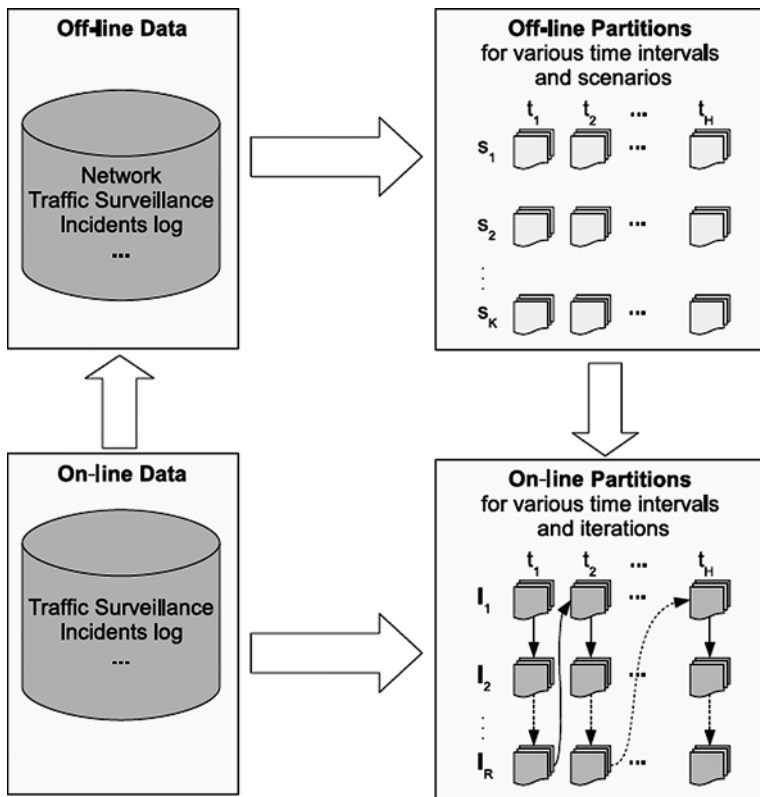 Off-line Data
Network
Traffic Surveillance
Incidents log
...
Off-line Partitions
for various time intervals
and scenarios
t1 t2 ... tH
s1 ...
s2 ...
⋮
sK ...
On-line Data
Traffic Surveillance
Incidents log
...
On-line Partitions
for various time intervals
and iterations
t1 t2 ... tH
I1 ...
I2 ...
⋮
IR ...